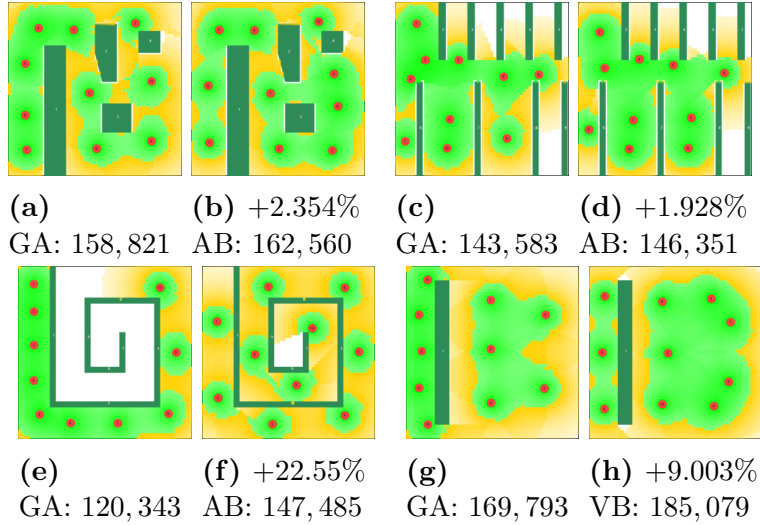 (a)
GA: 158, 821
(b) +2.354%
AB: 162, 560
(c)
GA: 143, 583
(d) +1.928%
AB: 146, 351
(e)
GA: 120, 343
(f) +22.55%
AB: 147, 485
(g)
GA: 169, 793
(h) +9.003%
VB: 185, 079